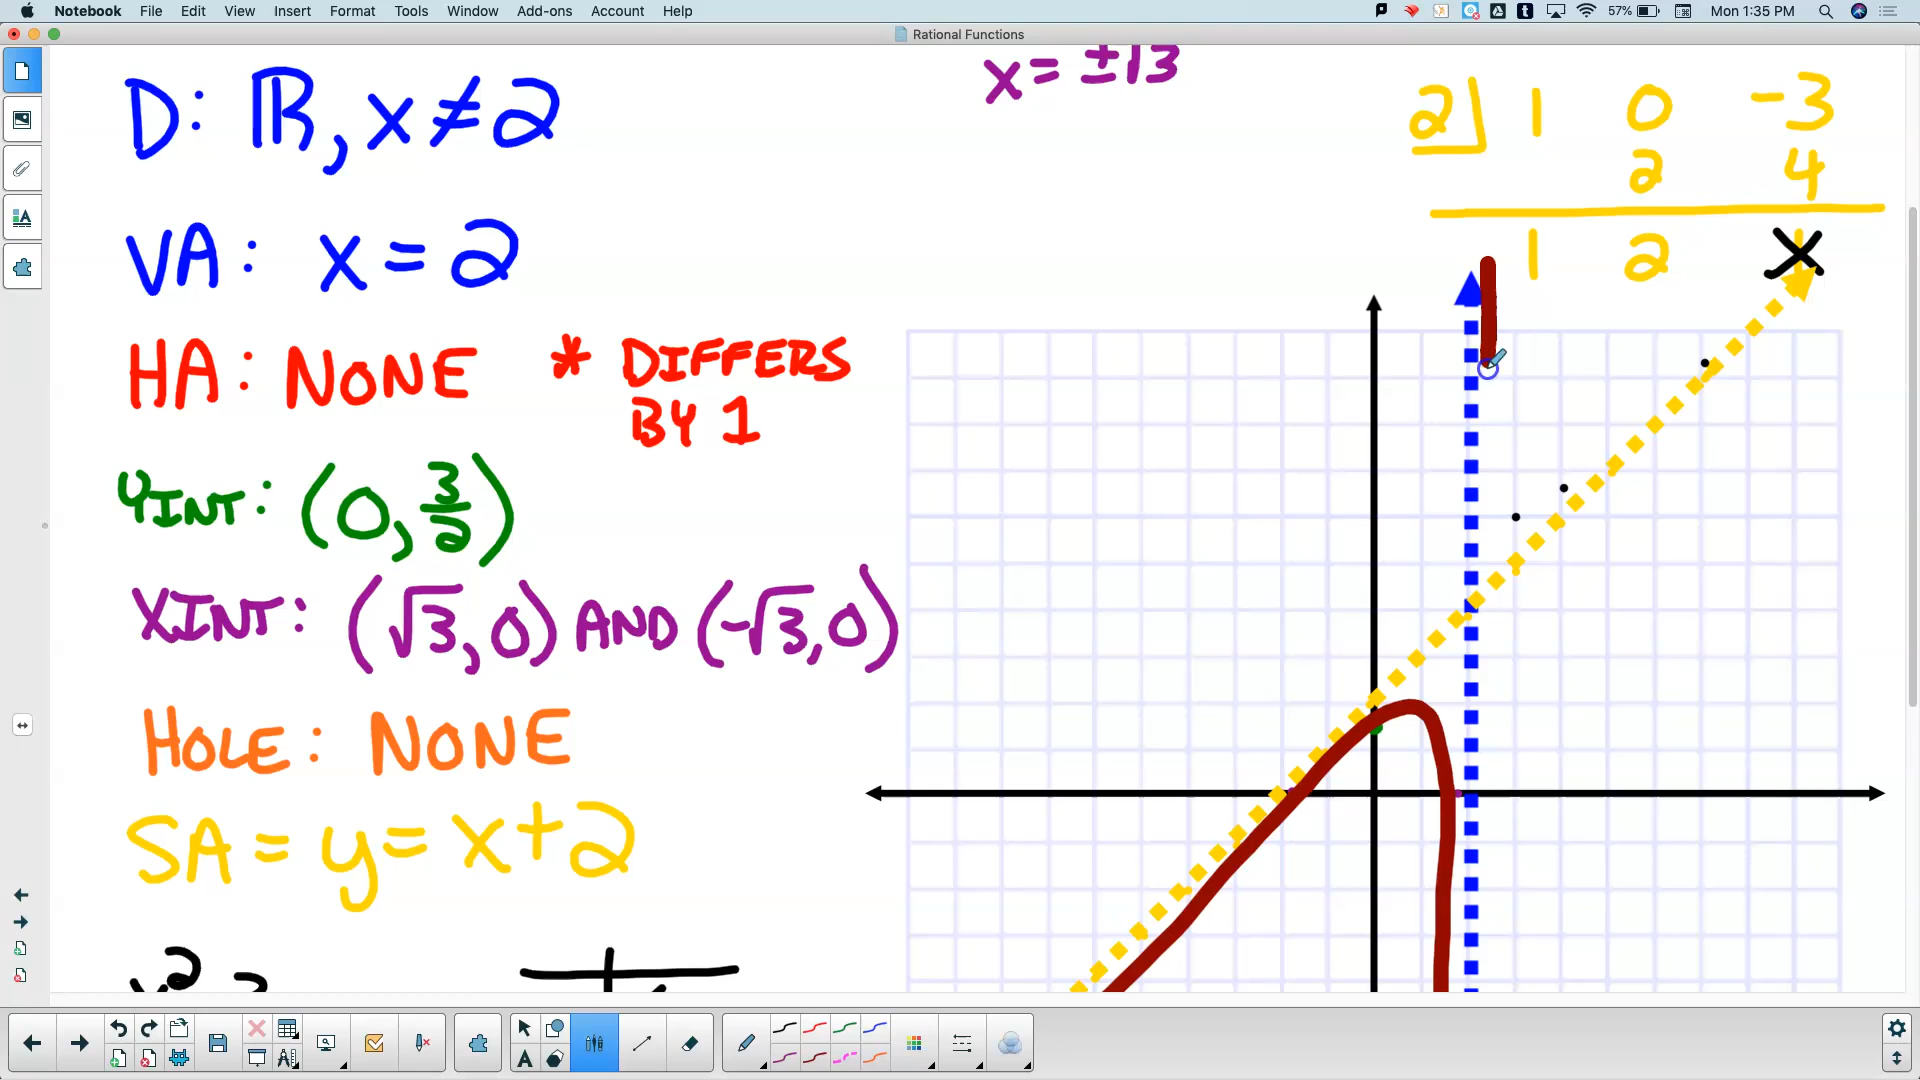 Notebook File Edit View Insert Format Tools Window Add-ons Account Help 57% Mon 1:35 PM
Rational Functions
x = ±√3
D: ℝ, x ≠ 2
2 1 0 -3
2 4
1 2
VA: x = 2
HA: NONE * DIFFERS
BY 1
YINT: (0, 3/2)
XINT: (√3, 0) AND (-√3, 0)
HOLE: NONE
SA = y = x + 2